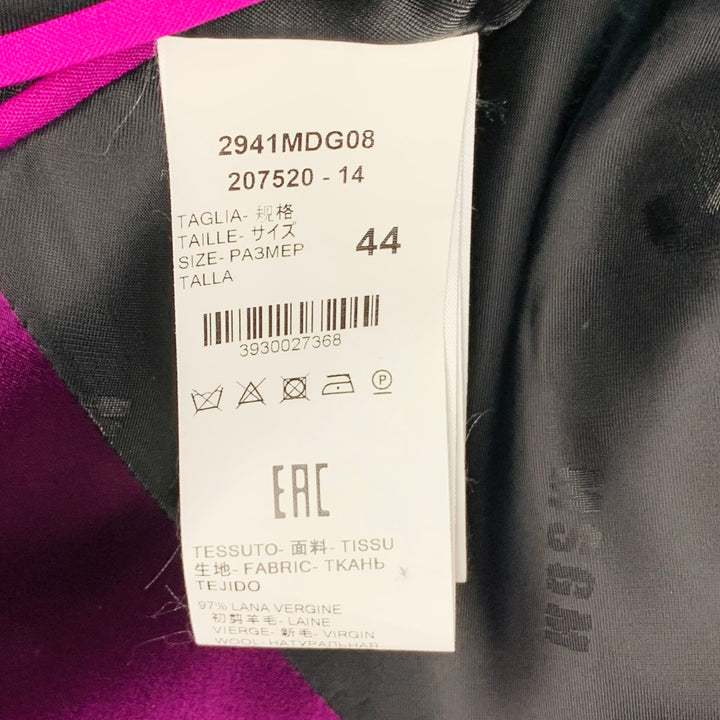 2941MDG08
207520 - 14
TAGLIA- 规格
TAILLE- サイズ
SIZE- РАЗМЕР
TALLA
44
3930027368
P
EAC
TESSUTO- 面料- TISSU
生地- FABRIC- ТКАНЬ
TEJIDO
97% LANA VERGINE
初剪羊毛- LAINE
VIERGE- 新毛- VIRGIN
WOOL- НАТУРАЛЬНАЯ